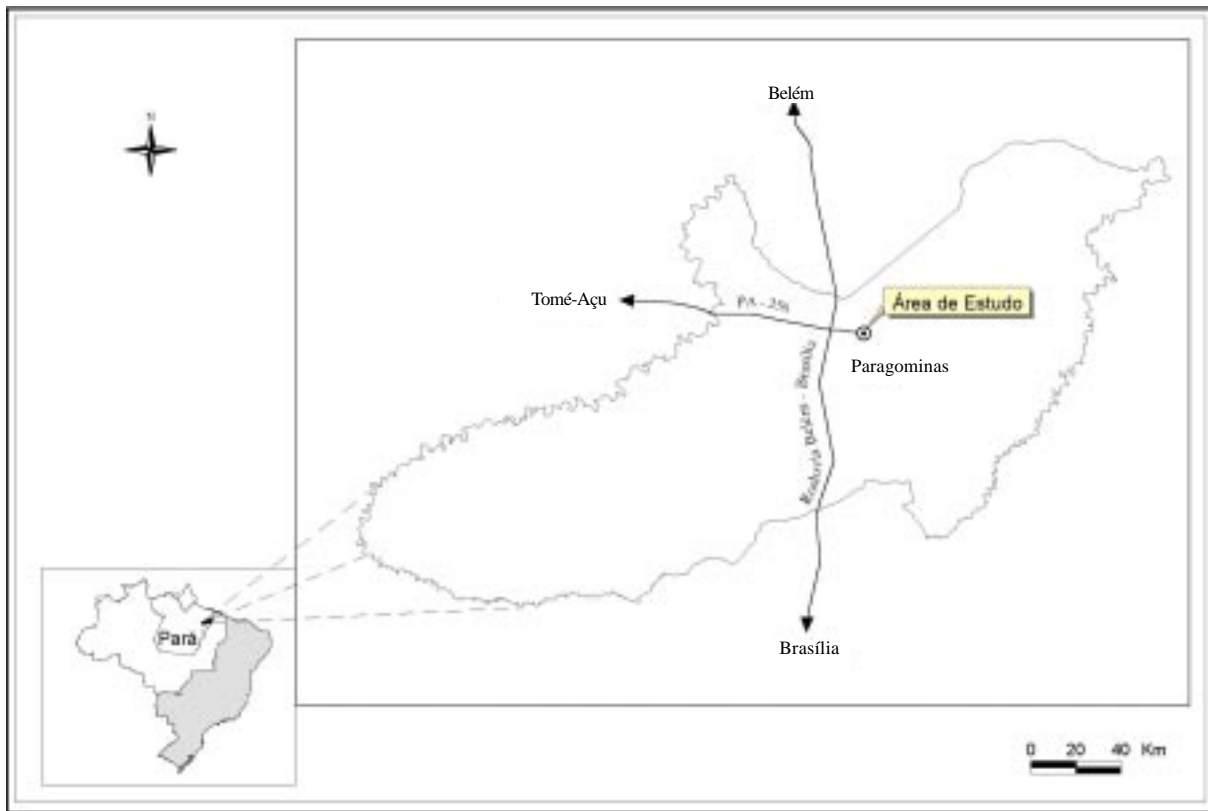 Belém
N
Tomé-Açu
PA - 256
Área de Estudo
Paragominas
Rodovia Belém - Brasília
Pará
Brasília
0 20 40 Km